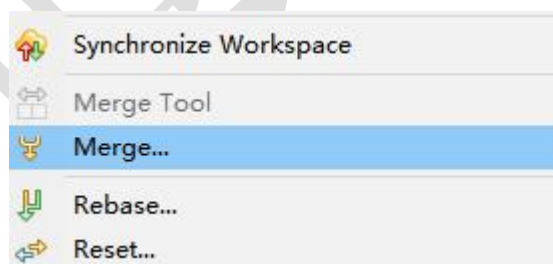 Synchronize Workspace
Merge Tool
Merge...
Rebase...
Reset...